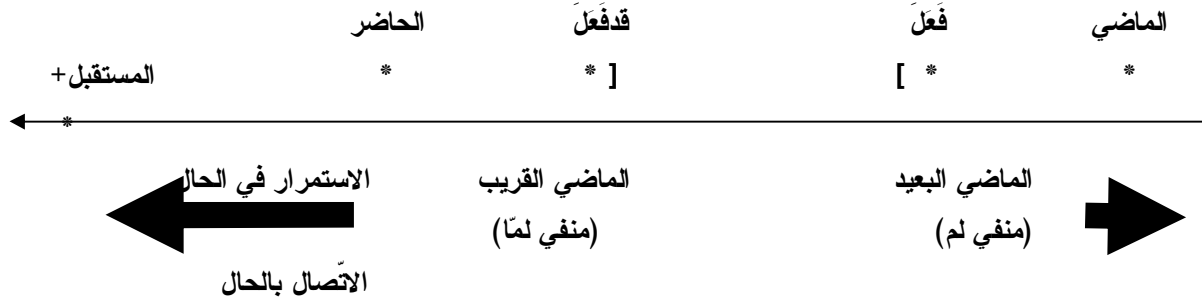 الماضي فَعَلَ قدفَعَلَ الحاضر
* * ] [ * * المستقبل+
*
الماضي البعيد الماضي القريب الاستمرار في الحال
(منفي لم) (منفي لمّا)
الاتّصال بالحال